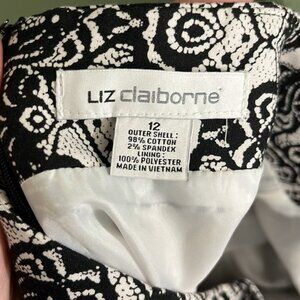 LIZ claiborne
12
OUTER SHELL :
98% COTTON
2% SPANDEX
LINING :
100% POLYESTER
MADE IN VIETNAM